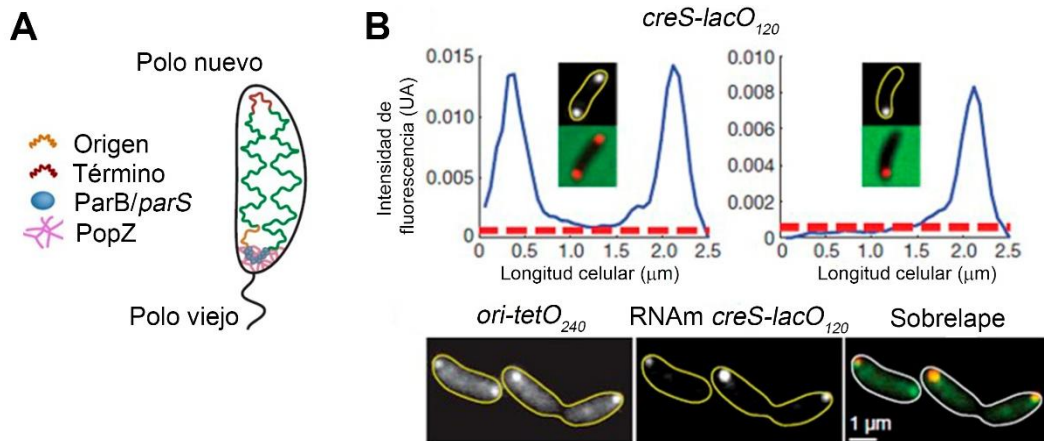 A
Polo nuevo
Origen
Término
ParB/parS
PopZ
Polo viejo
B
creS-lacO120
Intensidad de
fluorescencia (UA)
0.015
0.010
0.005
0
0 0.5 1.0 1.5 2.0 2.5
Longitud celular (μm)
0.010
0.008
0.006
0.004
0.002
0.000
0 0.5 1.0 1.5 2.0 2.5
Longitud celular (μm)
ori-tetO240
RNAm creS-lacO120
Sobrelape
1 μm